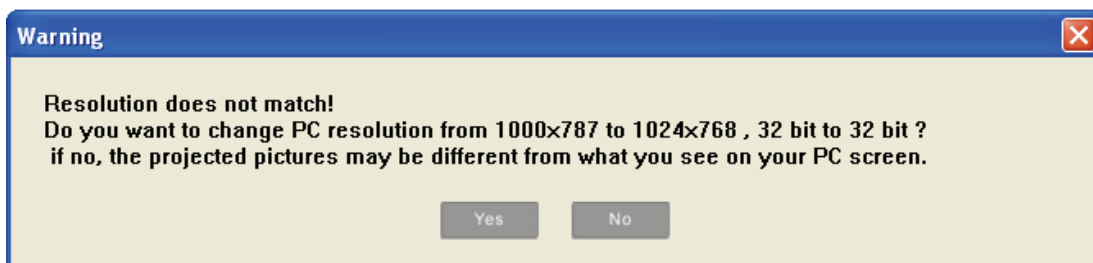 Warning
Resolution does not match!
Do you want to change PC resolution from 1000x787 to 1024x768 , 32 bit to 32 bit ?
if no, the projected pictures may be different from what you see on your PC screen.
Yes No